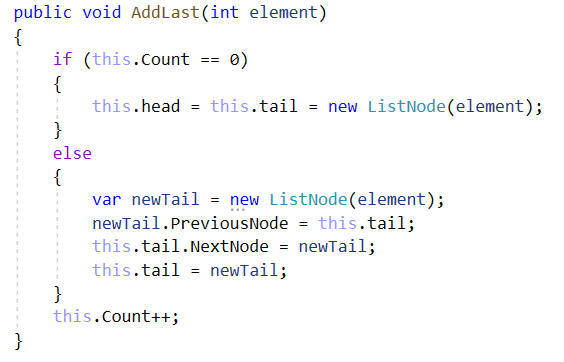 public void AddLast(int element)
{
    if (this.Count == 0)
    {
        this.head = this.tail = new ListNode(element);
    }
    else
    {
        var newTail = new ListNode(element);
        newTail.PreviousNode = this.tail;
        this.tail.NextNode = newTail;
        this.tail = newTail;
    }
    this.Count++;
}